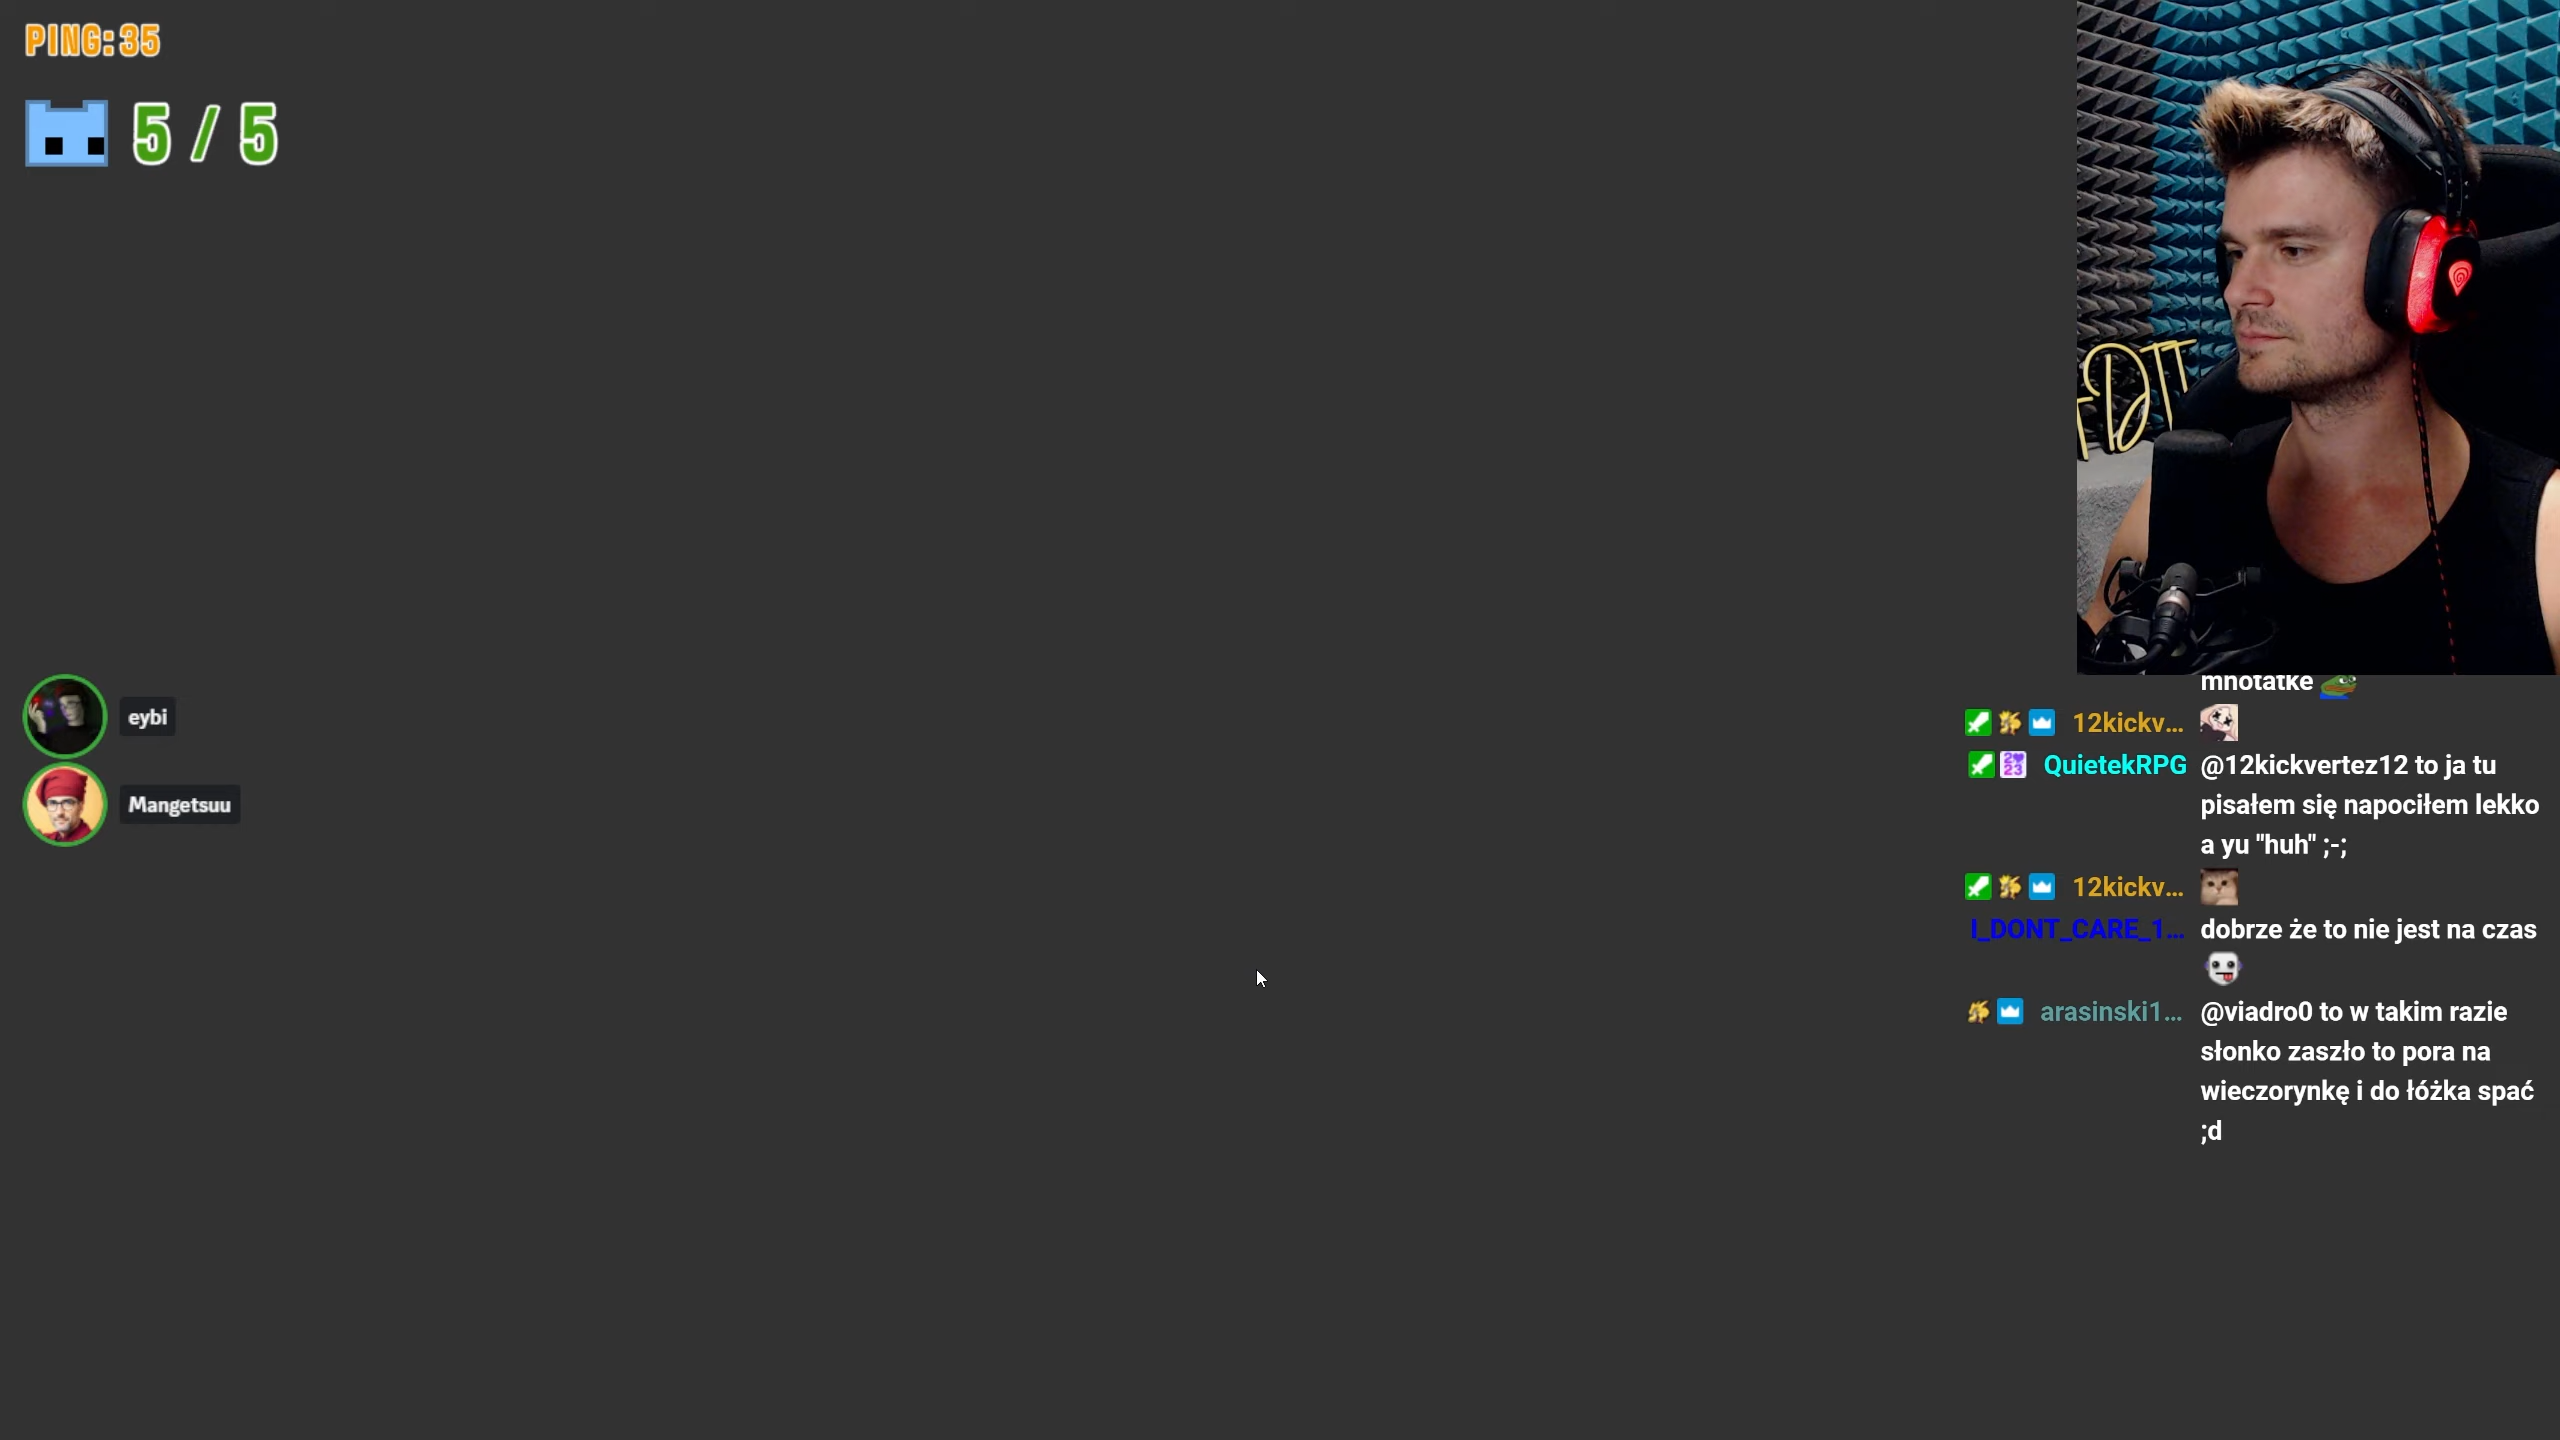 PING:35
5 / 5
eybi
Mangetsuu
mnotatke
12kickv...
QuietekRPG @12kickvertez12 to ja tu
pisałem się napociłem lekko
a yu "huh" ;-;
12kickv...
I_DONT_CARE_1... dobrze że to nie jest na czas
arasinski1... @viadro0 to w takim razie
słonko zaszło to pora na
wieczorynkę i do łóżka spać
;d